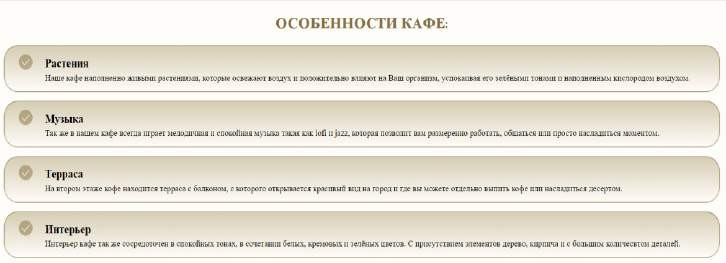 ОСОБЕННОСТИ КАФЕ:
Растения
Наше кафе наполненно живыми растениями, которые освежают воздух и положительно влияют на Ваш организм, успокаивая его зелёными тонами и наполненным кислородом воздухом.
Музыка
Так же в нашем кафе всегда играет мелодичная и спокойная музыка такая как lofi и jazz, которая позволит вам размеренно работать, общаться или просто насладиться моментом.
Терраса
На втором этаже кофе находится терраса с балконом, с которого открывается красивый вид на город и где вы можете отдельно выпить кофе или насладиться десертом.
Интерьер
Интерьер кафе так же сосредоточен в спокойных тонах, в сочетании белых, кремовых и зелёных цветов. С присутствием элементов дерево, кирпича и с большим количевством деталей.